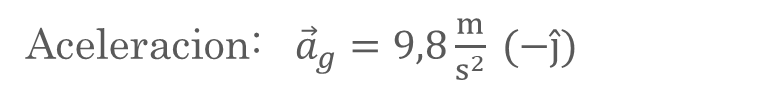 Aceleracion: a⃗_g = 9,8 m/s² (−ĵ)